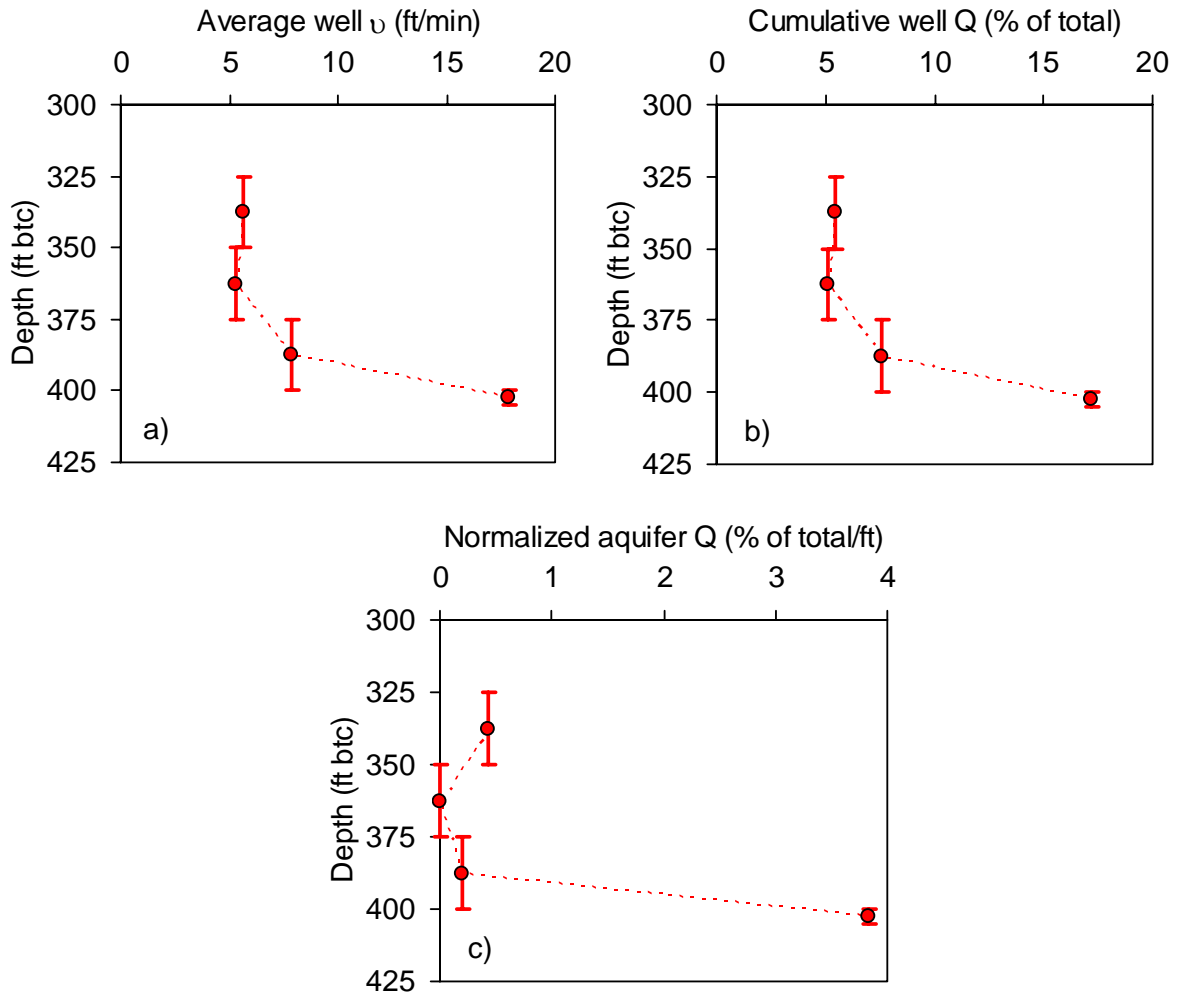 Average well υ (ft/min)
0 5 10 15 20
300
325
350
375
400
425
Depth (ft btc)
a)
Cumulative well Q (% of total)
0 5 10 15 20
300
325
350
375
400
425
Depth (ft btc)
b)
Normalized aquifer Q (% of total/ft)
0 1 2 3 4
300
325
350
375
400
425
Depth (ft btc)
c)